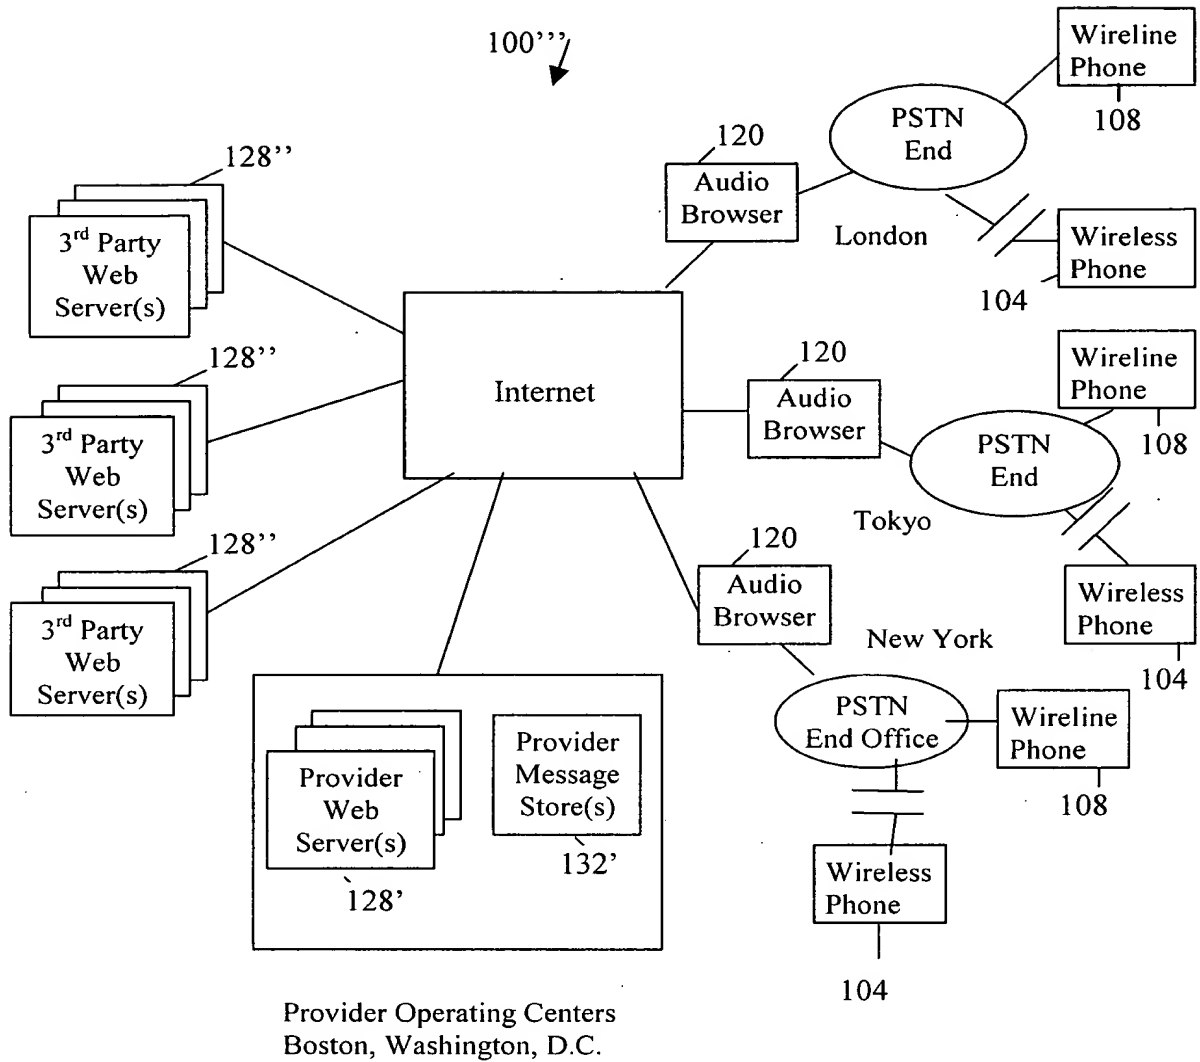 100'''
Wireline
Phone
108
PSTN
End
120
Audio
Browser
London
Wireless
Phone
104
128''
3rd Party
Web
Server(s)
128''
3rd Party
Web
Server(s)
128''
3rd Party
Web
Server(s)
Internet
120
Audio
Browser
Wireline
Phone
108
PSTN
End
Tokyo
Wireless
Phone
104
120
Audio
Browser
New York
PSTN
End Office
Wireline
Phone
108
Wireless
Phone
104
Provider
Web
Server(s)
128'
Provider
Message
Store(s)
132'
Provider Operating Centers
Boston, Washington, D.C.